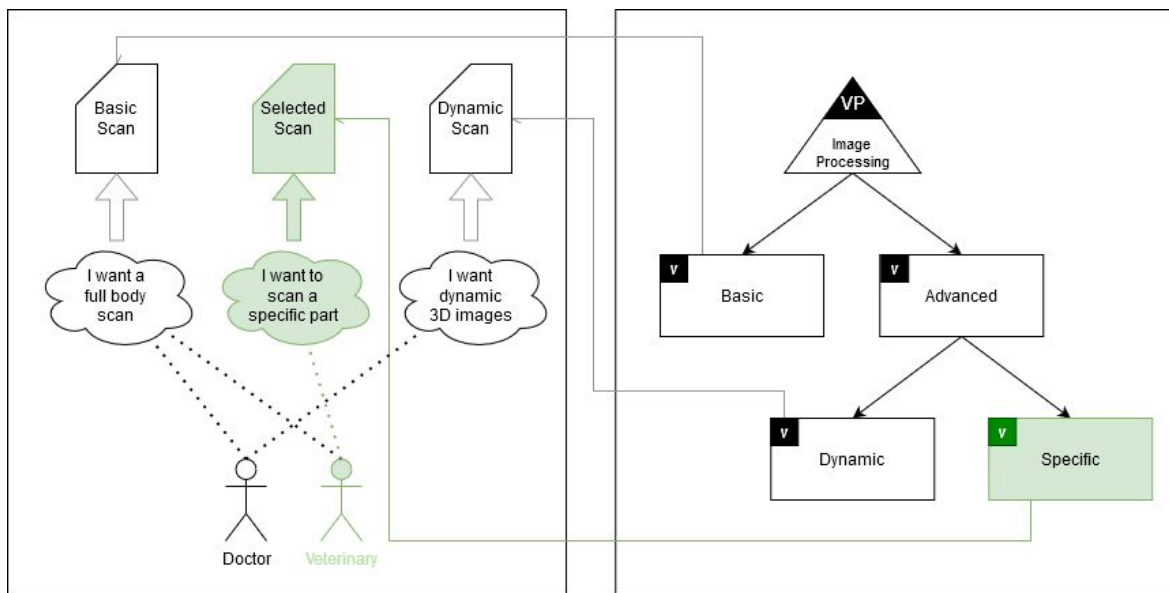 Basic
Scan
Selected
Scan
Dynamic
Scan
I want a
full body
scan
I want to
scan a
specific part
I want
dynamic
3D images
Doctor
Veterinary
VP
Image
Processing
V
Basic
V
Advanced
V
Dynamic
V
Specific